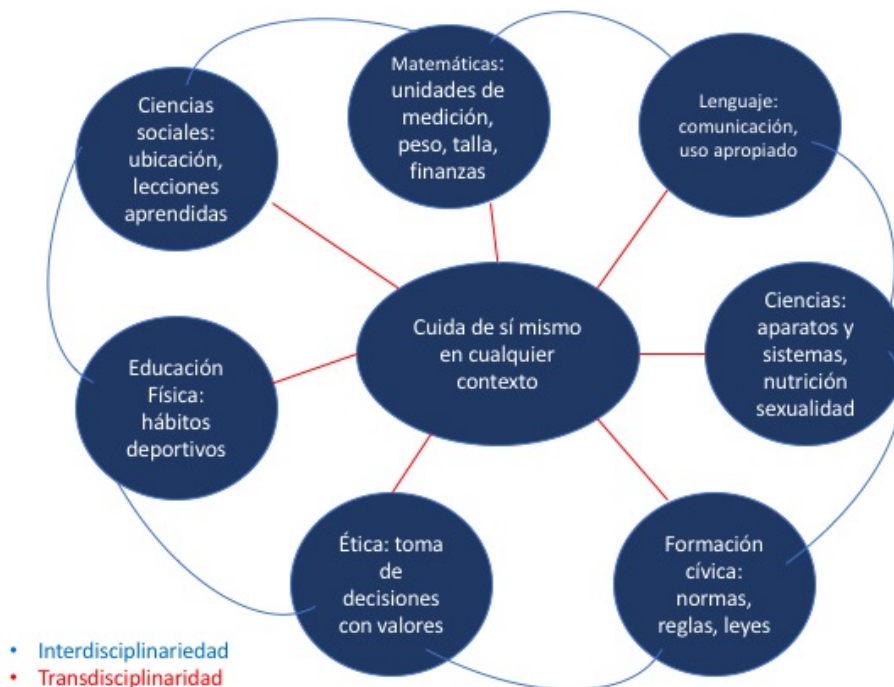 Matemáticas:
unidades de
medición,
peso, talla,
finanzas
Lenguaje:
comunicación,
uso apropiado
Ciencias
sociales:
ubicación,
lecciones
aprendidas
Cuida de sí mismo
en cualquier
contexto
Ciencias:
aparatos y
sistemas,
nutrición
sexualidad
Educación
Física:
hábitos
deportivos
Ética: toma
de
decisiones
con valores
Formación
cívica:
normas,
reglas, leyes
• Interdisciplinariedad
• Transdisciplinaridad